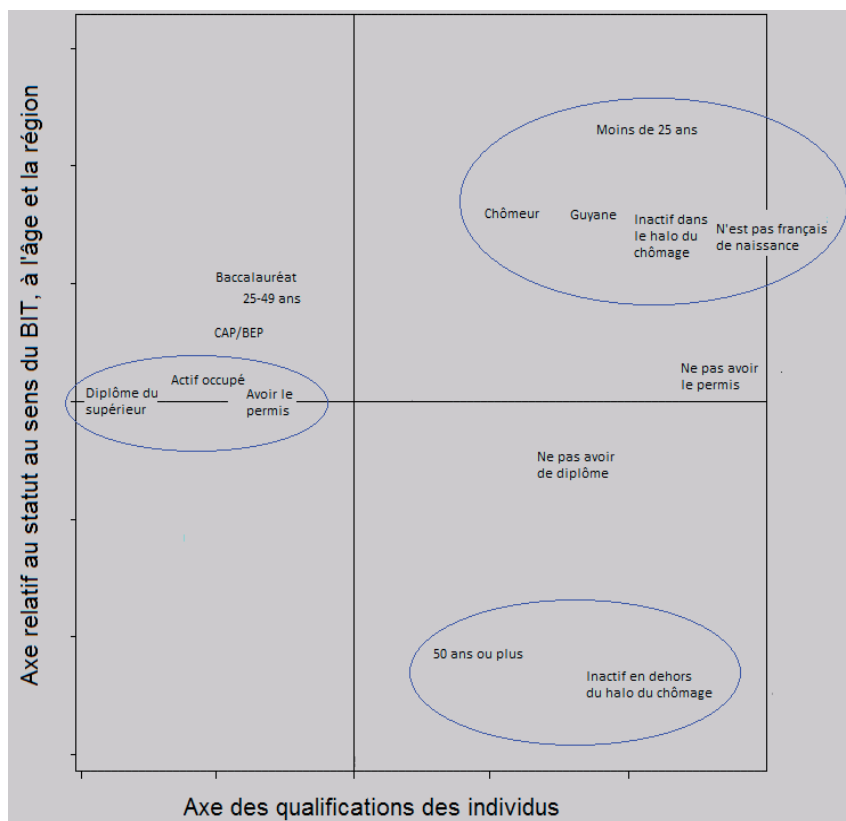 Axe relatif au statut au sens du BIT, à l'âge et la région
Moins de 25 ans
Chômeur
Guyane
Inactif dans
le halo du
chômage
N'est pas français
de naissance
Baccalauréat
25-49 ans
CAP/BEP
Actif occupé
Diplôme du
supérieur
Avoir le
permis
Ne pas avoir
le permis
Ne pas avoir
de diplôme
50 ans ou plus
Inactif en dehors
du halo du chômage
Axe des qualifications des individus